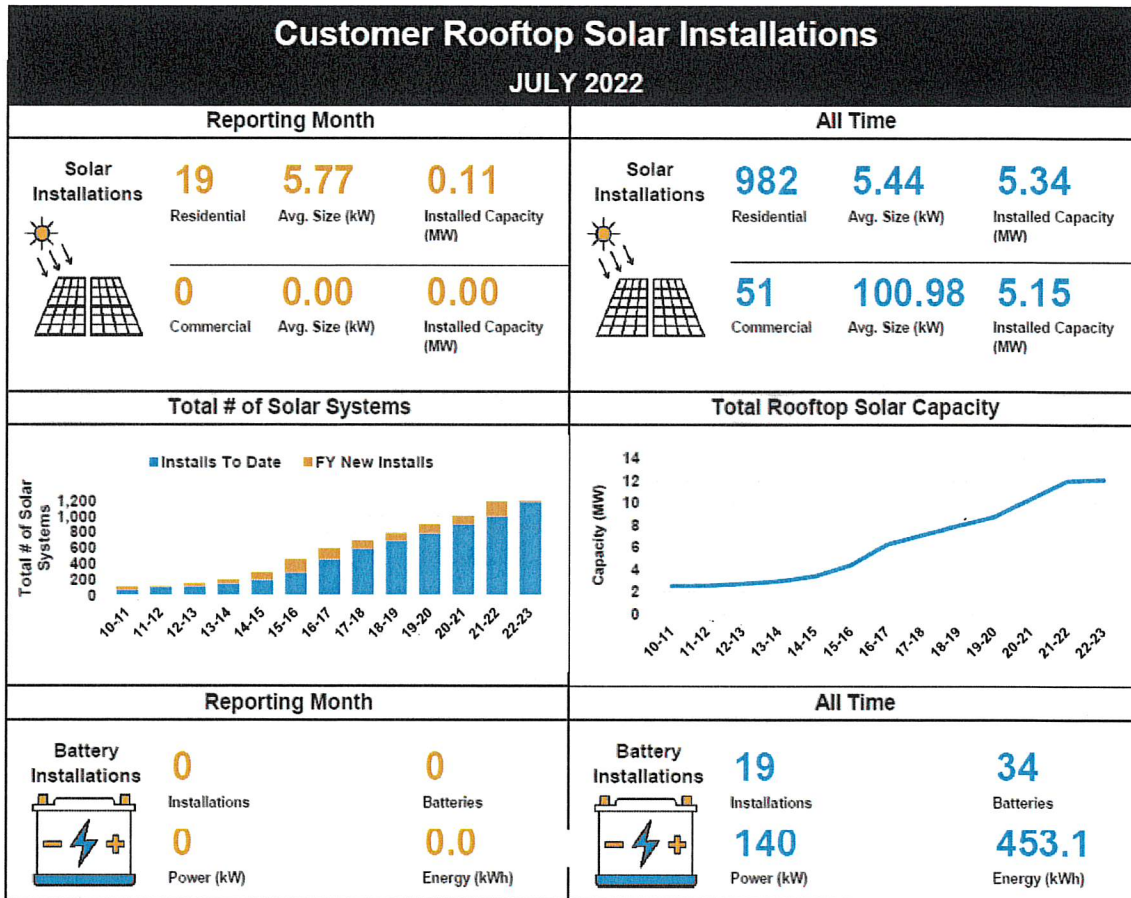 Customer Rooftop Solar Installations
JULY 2022
Reporting Month
All Time
Solar
Installations
19
5.77
0.11
Residential
Avg. Size (kW)
Installed Capacity
(MW)
0
0.00
0.00
Commercial
Avg. Size (kW)
Installed Capacity
(MW)
Solar
Installations
982
5.44
5.34
Residential
Avg. Size (kW)
Installed Capacity
(MW)
51
100.98
5.15
Commercial
Avg. Size (kW)
Installed Capacity
(MW)
Total # of Solar Systems
Installs To Date
FY New Installs
Total # of Solar
Systems
1,200
1,000
800
600
400
200
0
10-11
11-12
12-13
13-14
14-15
15-16
16-17
17-18
18-19
19-20
20-21
21-22
22-23
Total Rooftop Solar Capacity
Capacity (MW)
14
12
10
8
6
4
2
0
10-11
11-12
12-13
13-14
14-15
15-16
16-17
17-18
18-19
19-20
20-21
21-22
22-23
Reporting Month
All Time
Battery
Installations
0
0
Installations
Batteries
0
0.0
Power (kW)
Energy (kWh)
Battery
Installations
19
34
Installations
Batteries
140
453.1
Power (kW)
Energy (kWh)